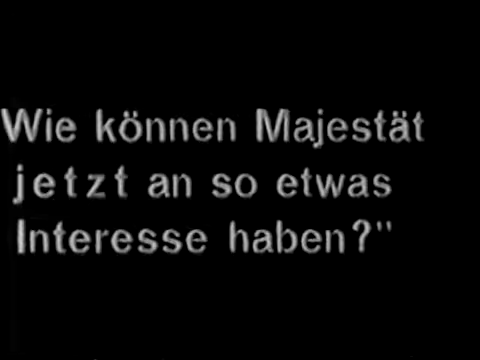 Wie können Majestät
jetzt an so etwas
Interesse haben?"